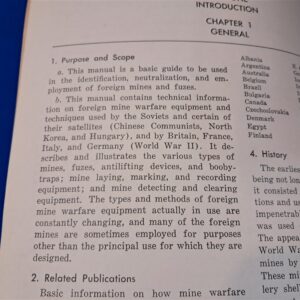 INTRODUCTION
CHAPTER 1
GENERAL
1. Purpose and Scope
a. This manual is a basic guide to be used
in the identification, neutralization, and em-
ployment of foreign mines and fuzes.
b. This manual contains technical informa-
tion on foreign mine warfare equipment and
techniques used by the Soviets and certain of
their satellites (Chinese Communists, North
Korea, and Hungary), and by Britain, France,
Italy, and Germany (World War II). It de-
scribes and illustrates the various types of
mines, fuzes, antilifting devices, and booby-
traps; mine laying, marking, and recording
equipment; and mine detecting and clearing
equipment. The types and methods of foreign
mine warfare equipment actually in use are
constantly changing, and many of the foreign
mines are sometimes employed for purposes
other than the principal use for which they are
designed.
2. Related Publications
Basic information on how mine warfare
Albania
Argentina
Australia
Belgium
Brazil
Bulgaria
Canada
Czechoslovakia
Denmark
Egypt
Finland
4. History
The earlies
being not lon
it consisted
tions and us
impenetrab
was used
The appea
World Wa
mines by
These mi
lery shel